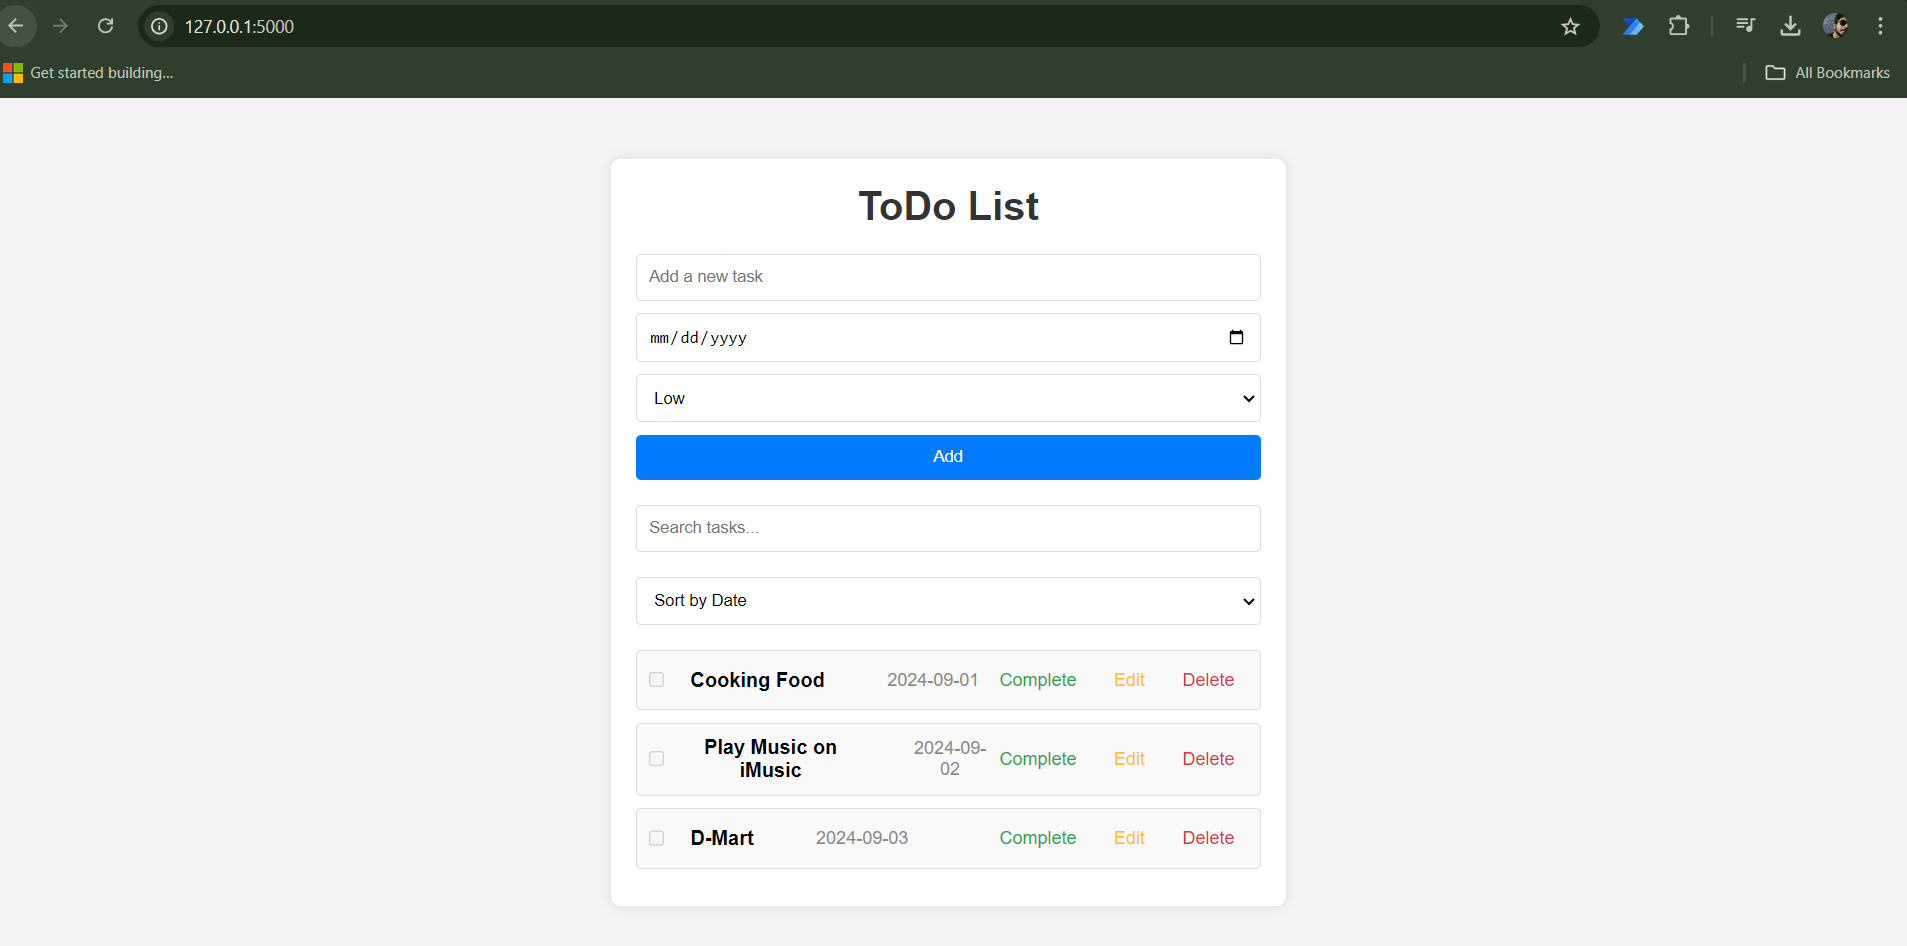 127.0.0.1:5000
Get started building...
All Bookmarks
ToDo List
Add a new task
mm/dd/yyyy
Low
Add
Search tasks...
Sort by Date
Cooking Food 2024-09-01 Complete Edit Delete
Play Music on
iMusic
2024-09-
02
Complete Edit Delete
D-Mart 2024-09-03 Complete Edit Delete